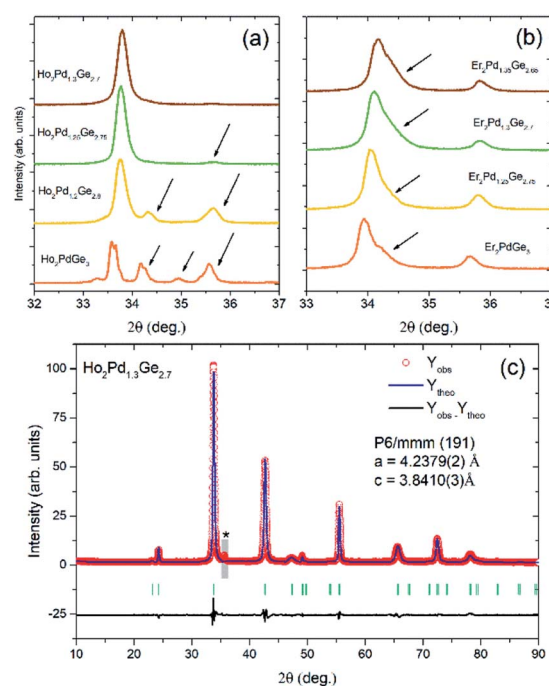 (a)
Ho2Pd1.3Ge2.7
Ho2Pd1.25Ge2.75
Ho2Pd1.2Ge2.8
Ho2PdGe3
Intensity (arb. units)
32 33 34 35 36 37
2θ (deg.)
(b)
Er2Pd1.35Ge2.65
Er2Pd1.3Ge2.7
Er2Pd1.25Ge2.75
Er2PdGe3
33 34 35 36 37
2θ (deg.)
Ho2Pd1.3Ge2.7
(c)
Yobs
Ytheo
Yobs-Ytheo
P6/mmm (191)
a = 4.2379(2) Å
c = 3.8410(3) Å
*
Intensity (arb. units)
100
75
50
25
0
-25
10 20 30 40 50 60 70 80 90
2θ (deg.)